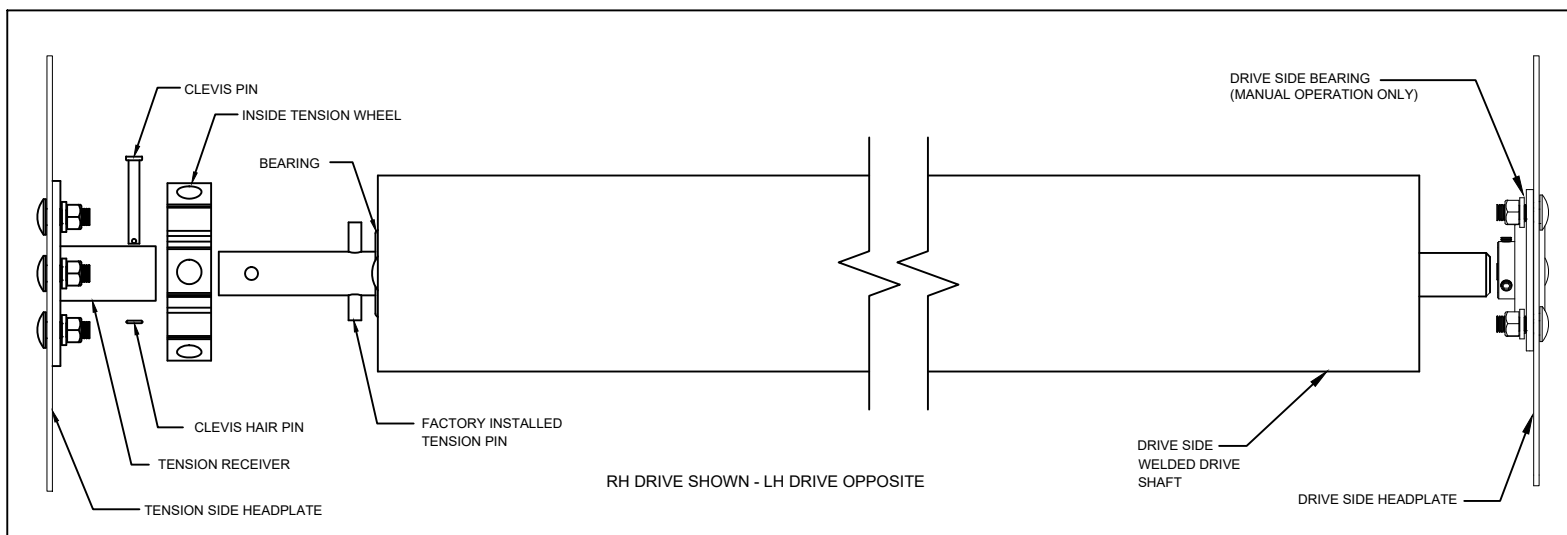 CLEVIS PIN
INSIDE TENSION WHEEL
BEARING
DRIVE SIDE BEARING
(MANUAL OPERATION ONLY)
CLEVIS HAIR PIN
TENSION RECEIVER
TENSION SIDE HEADPLATE
FACTORY INSTALLED
TENSION PIN
RH DRIVE SHOWN - LH DRIVE OPPOSITE
DRIVE SIDE
WELDED DRIVE
SHAFT
DRIVE SIDE HEADPLATE